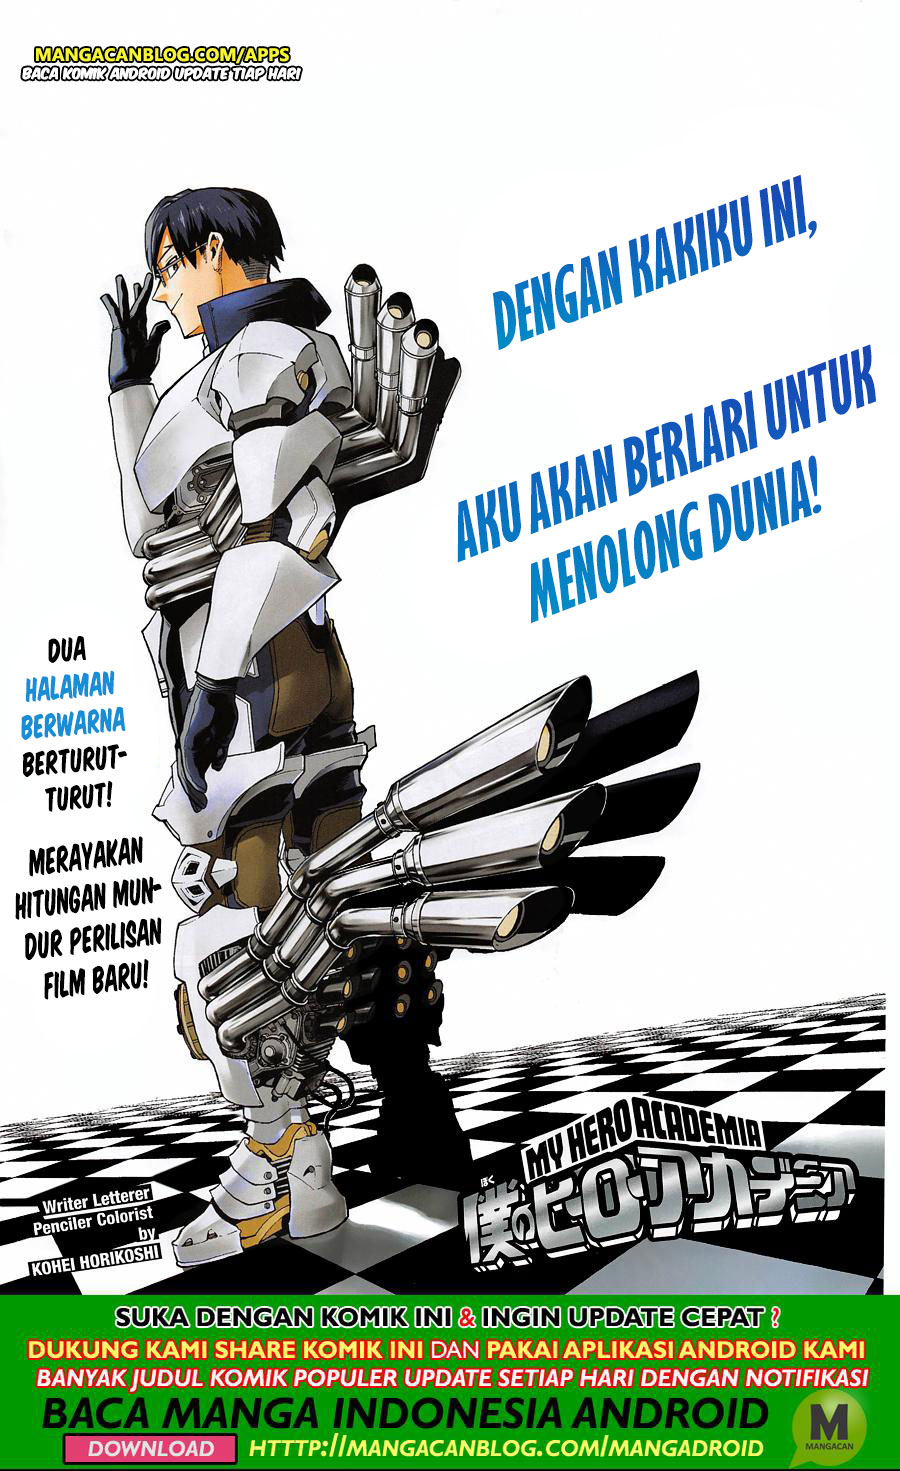 MANGACANBLOG.COM/APPS
BACA KOMIK ANDROID UPDATE TIAP HARI
DENGAN KAKIKU INI,
AKU AKAN BERLARI UNTUK
MENOLONG DUNIA!
DUA
HALAMAN
BERWARNA
BERTURUT-
TURUT!
MERAYAKAN
HITUNGAN MUN-
DUR PERILISAN
FILM BARU!
MY HERO ACADEMIA
ぼく
僕のヒーローアカデミア
Writer Letterer
Penciler Colorist
by
KOHEI HORIKOSHI
SUKA DENGAN KOMIK INI & INGIN UPDATE CEPAT ?
DUKUNG KAMI SHARE KOMIK INI DAN PAKAI APLIKASI ANDROID KAMI
BANYAK JUDUL KOMIK POPULER UPDATE SETIAP HARI DENGAN NOTIFIKASI
BACA MANGA INDONESIA ANDROID
DOWNLOAD HTTTP://MANGACANBLOG.COM/MANGADROID
M
MANGACAN